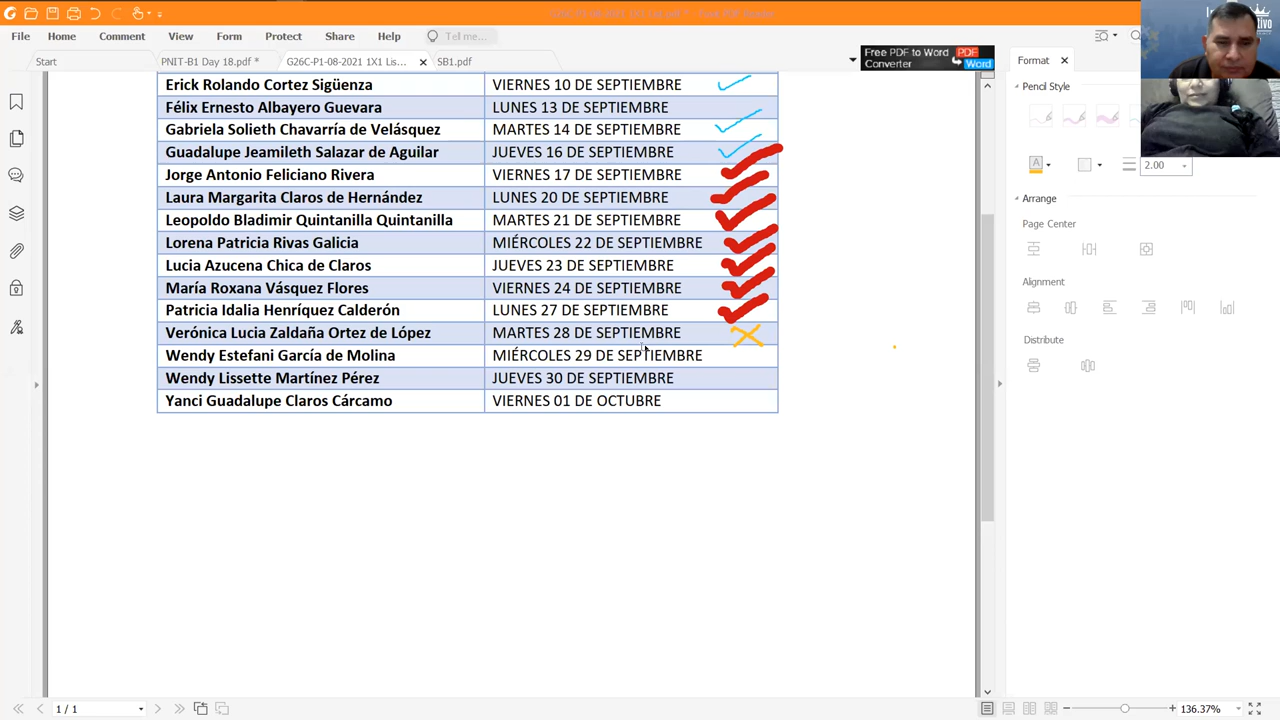 File Home Comment View Form Protect Share Help Tell me...
Start PNIT-B1 Day 18.pdf * G26C-P1-08-2021 1X1 Lis... SB1.pdf
Free PDF to Word Converter PDF Word
Format
Pencil Style
2.00
Arrange
Page Center
Alignment
Distribute
Erick Rolando Cortez Sigüenza VIERNES 10 DE SEPTIEMBRE
Félix Ernesto Albayero Guevara LUNES 13 DE SEPTIEMBRE
Gabriela Solieth Chavarría de Velásquez MARTES 14 DE SEPTIEMBRE
Guadalupe Jeamileth Salazar de Aguilar JUEVES 16 DE SEPTIEMBRE
Jorge Antonio Feliciano Rivera VIERNES 17 DE SEPTIEMBRE
Laura Margarita Claros de Hernández LUNES 20 DE SEPTIEMBRE
Leopoldo Bladimir Quintanilla Quintanilla MARTES 21 DE SEPTIEMBRE
Lorena Patricia Rivas Galicia MIÉRCOLES 22 DE SEPTIEMBRE
Lucia Azucena Chica de Claros JUEVES 23 DE SEPTIEMBRE
María Roxana Vásquez Flores VIERNES 24 DE SEPTIEMBRE
Patricia Idalia Henríquez Calderón LUNES 27 DE SEPTIEMBRE
Verónica Lucia Zaldaña Ortez de López MARTES 28 DE SEPTIEMBRE
Wendy Estefani García de Molina MIÉRCOLES 29 DE SEPTIEMBRE
Wendy Lissette Martínez Pérez JUEVES 30 DE SEPTIEMBRE
Yanci Guadalupe Claros Cárcamo VIERNES 01 DE OCTUBRE
1 / 1
136.37%